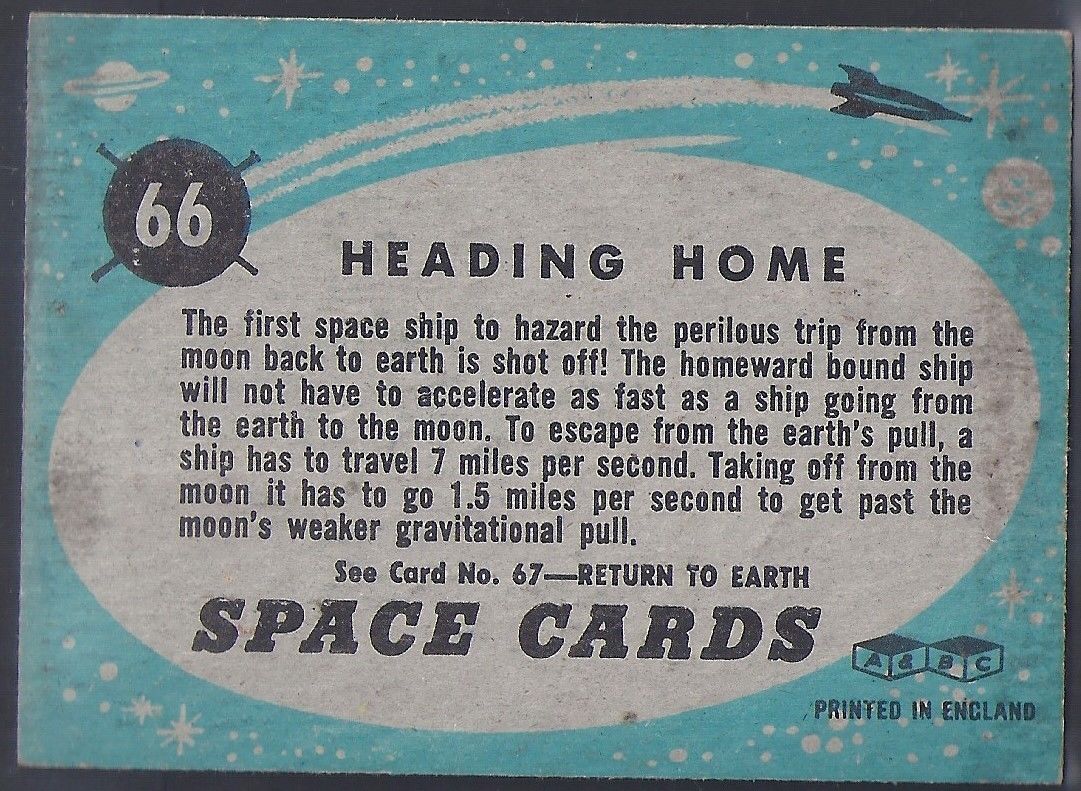 66
HEADING HOME
The first space ship to hazard the perilous trip from the
moon back to earth is shot off! The homeward bound ship
will not have to accelerate as fast as a ship going from
the earth to the moon. To escape from the earth's pull, a
ship has to travel 7 miles per second. Taking off from the
moon it has to go 1.5 miles per second to get past the
moon's weaker gravitational pull.
See Card No. 67—RETURN TO EARTH
SPACE CARDS
A & B C
PRINTED IN ENGLAND